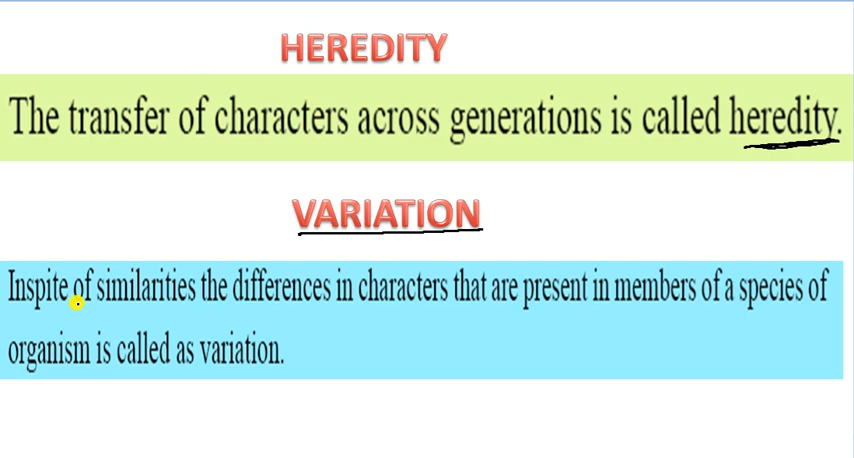 HEREDITY
The transfer of characters across generations is called heredity.
VARIATION
Inspite of similarities the differences in characters that are present in members of a species of
organism is called as variation.